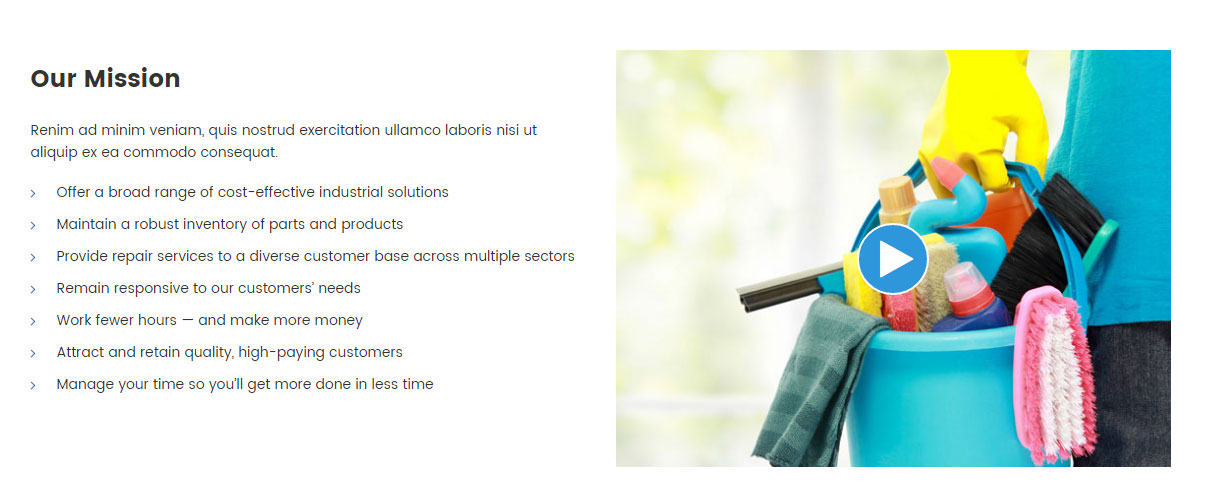 Our Mission
Renim ad minim veniam, quis nostrud exercitation ullamco laboris nisi ut
aliquip ex ea commodo consequat.
Offer a broad range of cost-effective industrial solutions
Maintain a robust inventory of parts and products
Provide repair services to a diverse customer base across multiple sectors
Remain responsive to our customers’ needs
Work fewer hours — and make more money
Attract and retain quality, high-paying customers
Manage your time so you’ll get more done in less time